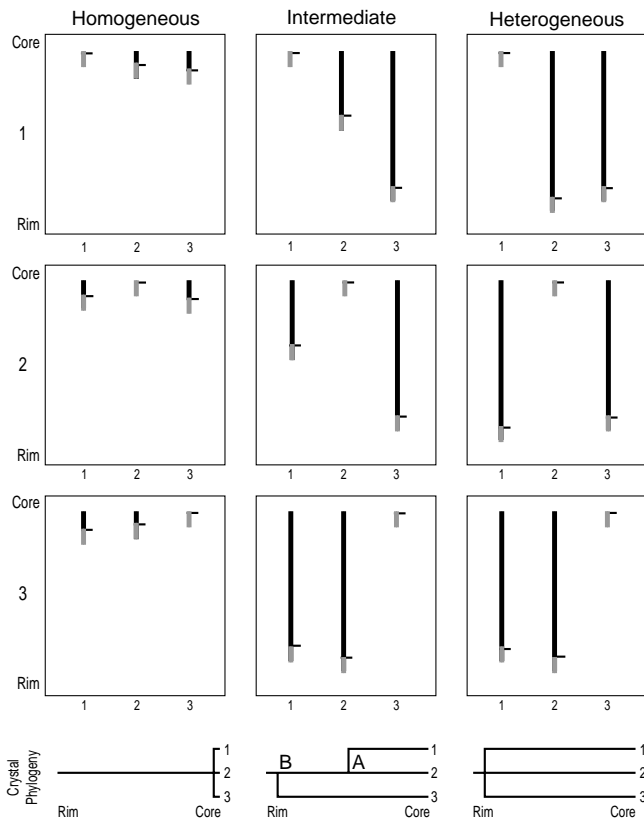 Homogeneous Intermediate Heterogeneous
Core
1
Rim
1 2 3 1 2 3 1 2 3
Core
2
Rim
1 2 3 1 2 3 1 2 3
Core
3
Rim
1 2 3 1 2 3 1 2 3
Crystal
Phylogeny
1 B A 1 1
2 2 2
3 3 3
Rim Core Rim Core Rim Core